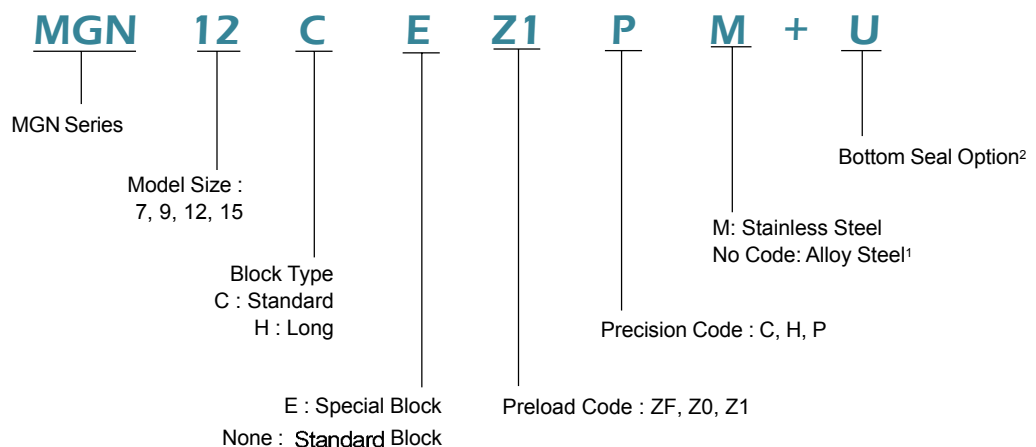 MGN 12 C E Z1 P M + U
MGN Series
Bottom Seal Option²
Model Size :
7, 9, 12, 15
M: Stainless Steel
No Code: Alloy Steel¹
Block Type
C : Standard
H : Long
Precision Code : C, H, P
E : Special Block
None : Standard Block
Preload Code : ZF, Z0, Z1